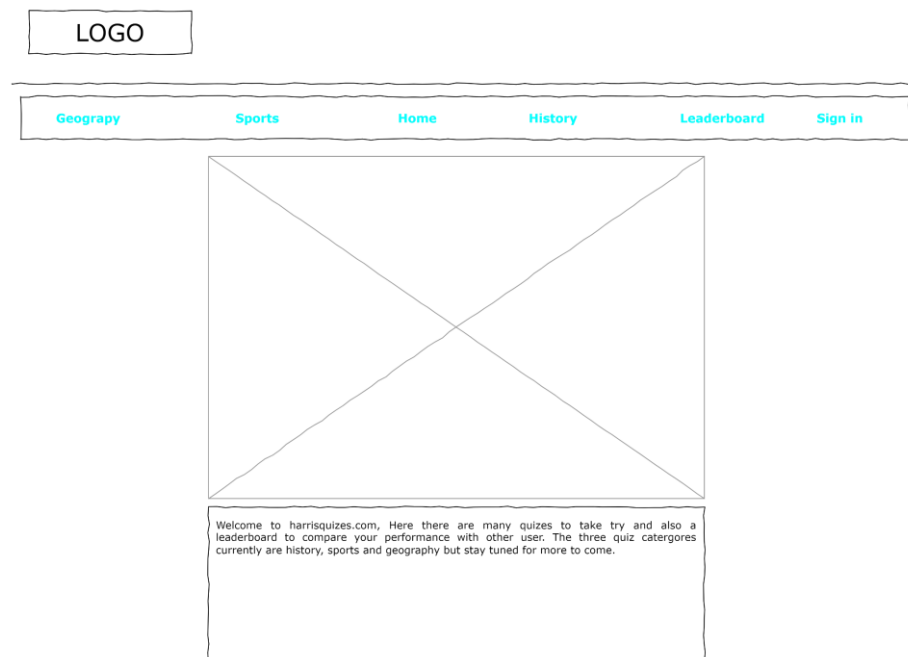 LOGO
Geograpy Sports Home History Leaderboard Sign in
Welcome to harrisquizes.com, Here there are many quizes to take try and also a
leaderboard to compare your performance with other user. The three quiz catergores
currently are history, sports and geography but stay tuned for more to come.